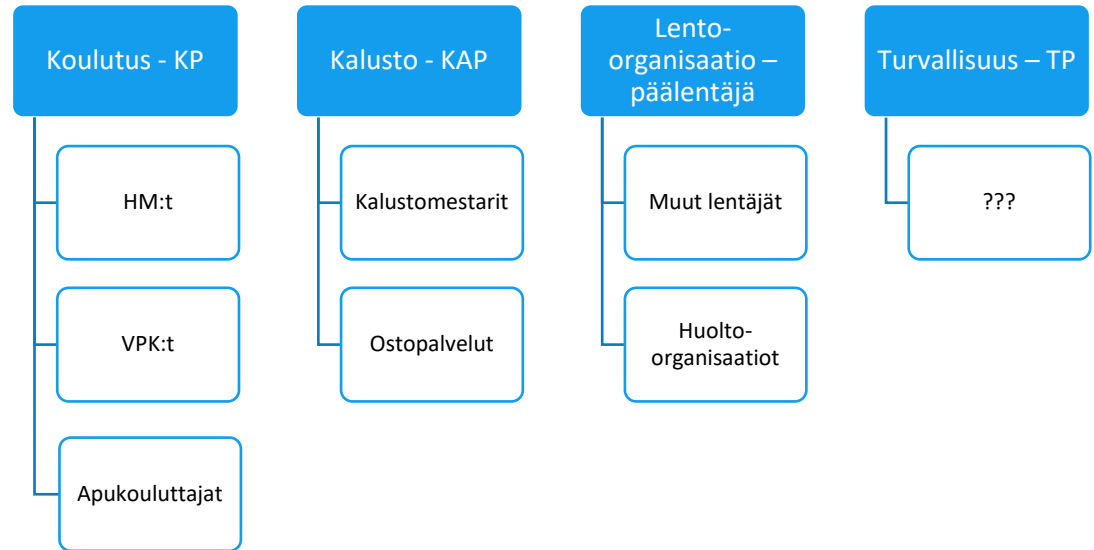 Koulutus - KP
HM:t
VPK:t
Apukouluttajat
Kalusto - KAP
Kalustomestarit
Ostopalvelut
Lento-
organisaatio –
päälentäjä
Muut lentäjät
Huolto-
organisaatiot
Turvallisuus – TP
???